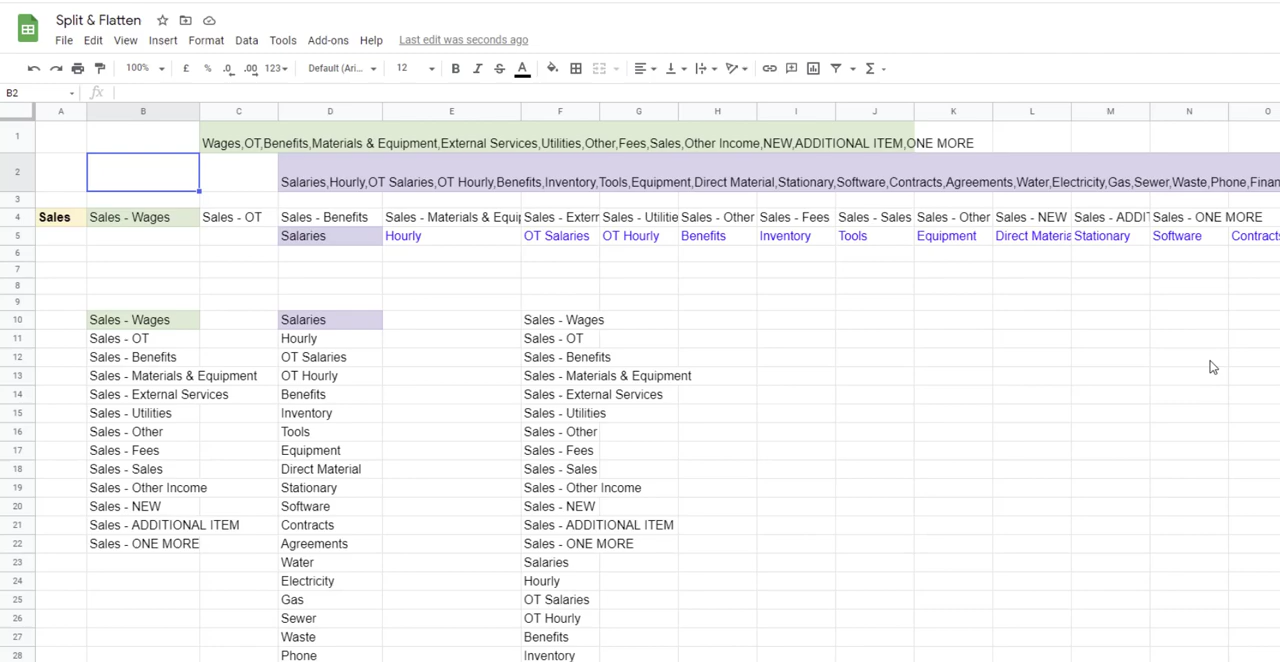 Split & Flatten
File Edit View Insert Format Data Tools Add-ons Help Last edit was seconds ago
100% £ % .0 .00 123 Default (Ari... 12 B I S A Σ
B2 fx
A B C D E F G H I J K L M N O
1 Wages,OT,Benefits,Materials & Equipment,External Services,Utilities,Other,Fees,Sales,Other Income,NEW,ADDITIONAL ITEM,ONE MORE
2 Salaries,Hourly,OT Salaries,OT Hourly,Benefits,Inventory,Tools,Equipment,Direct Material,Stationary,Software,Contracts,Agreements,Water,Electricity,Gas,Sewer,Waste,Phone,Finan
3
4 Sales Sales - Wages Sales - OT Sales - Benefits Sales - Materials & Equip Sales - Extern Sales - Utilitie Sales - Other Sales - Fees Sales - Sales Sales - Other Sales - NEW Sales - ADDIT Sales - ONE MORE
5 Salaries Hourly OT Salaries OT Hourly Benefits Inventory Tools Equipment Direct Materia Stationary Software Contracts
6
7
8
9
10 Sales - Wages Salaries Sales - Wages
11 Sales - OT Hourly Sales - OT
12 Sales - Benefits OT Salaries Sales - Benefits
13 Sales - Materials & Equipment OT Hourly Sales - Materials & Equipment
14 Sales - External Services Benefits Sales - External Services
15 Sales - Utilities Inventory Sales - Utilities
16 Sales - Other Tools Sales - Other
17 Sales - Fees Equipment Sales - Fees
18 Sales - Sales Direct Material Sales - Sales
19 Sales - Other Income Stationary Sales - Other Income
20 Sales - NEW Software Sales - NEW
21 Sales - ADDITIONAL ITEM Contracts Sales - ADDITIONAL ITEM
22 Sales - ONE MORE Agreements Sales - ONE MORE
23 Water Salaries
24 Electricity Hourly
25 Gas OT Salaries
26 Sewer OT Hourly
27 Waste Benefits
28 Phone Inventory